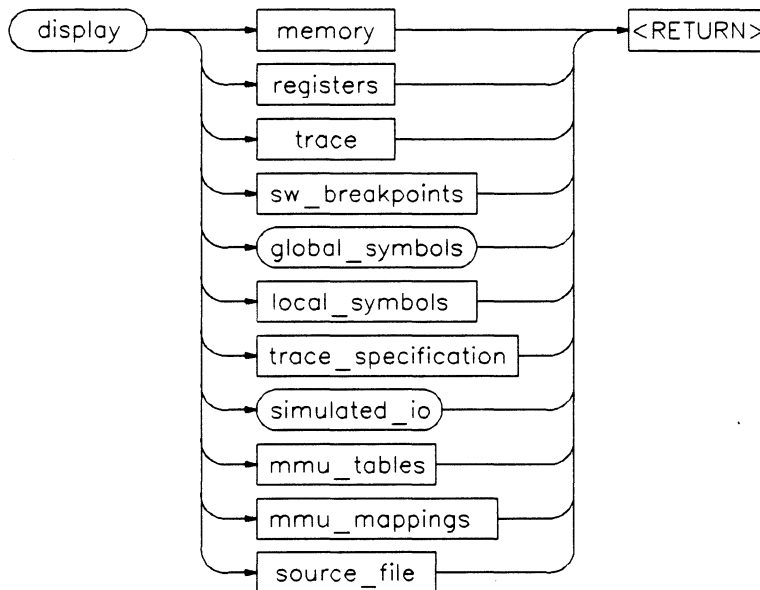 display memory <RETURN>
registers
trace
sw_breakpoints
global_symbols
local_symbols
trace_specification
simulated_io
mmu_tables
mmu_mappings
source_file